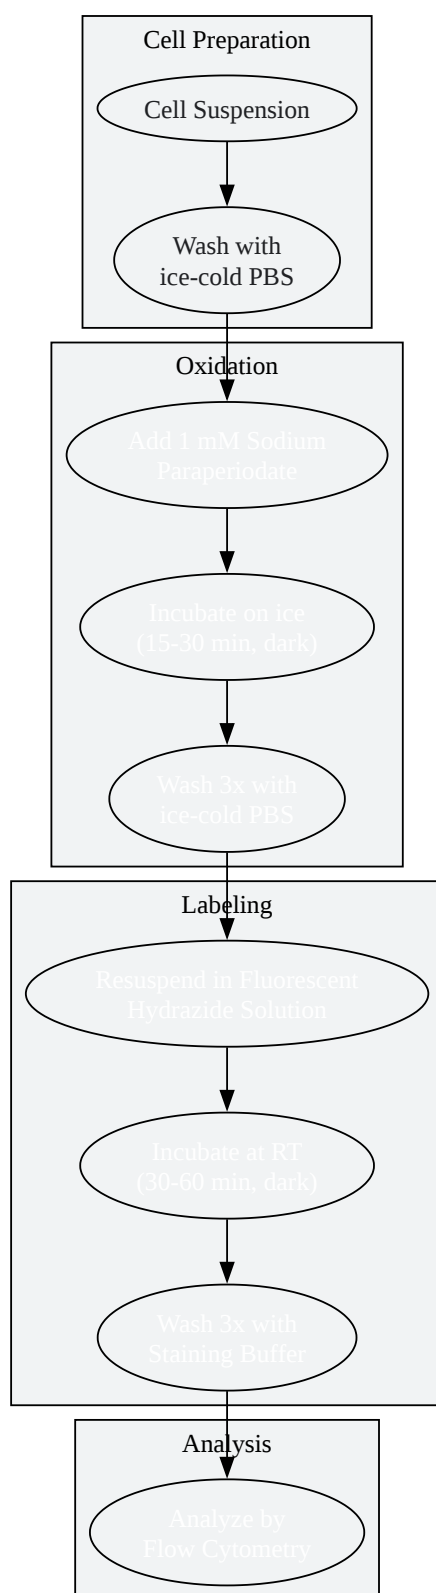 Cell Preparation
Cell Suspension
Wash with
ice-cold PBS
Oxidation
Add 1 mM Sodium
Paraperiodate
Incubate on ice
(15-30 min, dark)
Wash 3x with
ice-cold PBS
Labeling
Resuspend in Fluorescent
Hydrazide Solution
Incubate at RT
(30-60 min, dark)
Wash 3x with
Staining Buffer
Analysis
Analyze by
Flow Cytometry